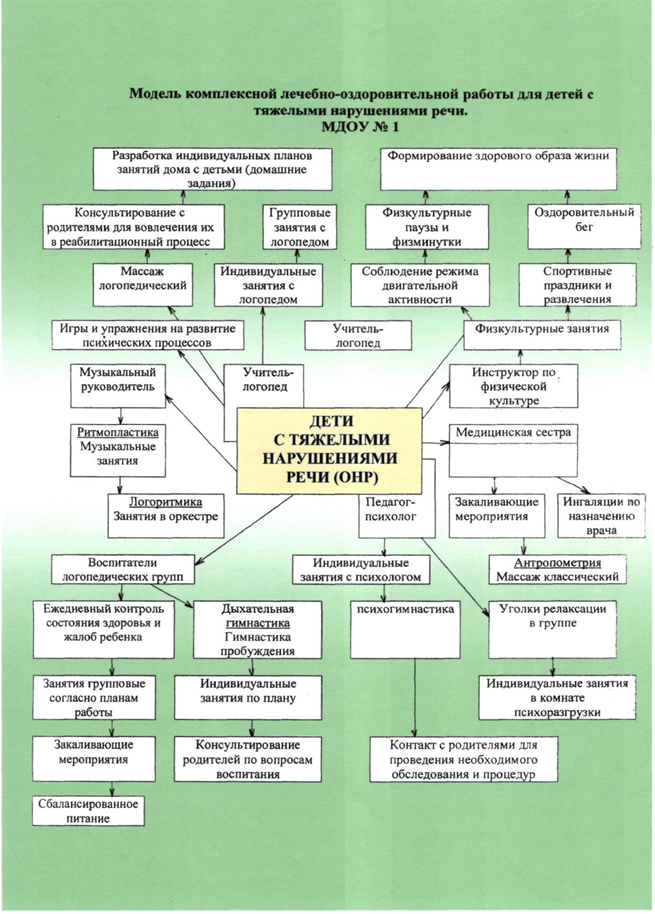 Модель комплексной лечебно-оздоровительной работы для детей с
тяжелыми нарушениями речи.
МДОУ № 1
Разработка индивидуальных планов
занятий дома с детьми (домашние
задания)
Формирование здорового образа жизни
Консультирование с
родителями для вовлечения их
в реабилитационный процесс
Групповые
занятия с
логопедом
Физкультурные
паузы и
физминутки
Оздоровительный
бег
Массаж
логопедический
Индивидуальные
занятия с
логопедом
Соблюдение режима
двигательной
активности
Спортивные
праздники и
развлечения
Игры и упражнения на развитие
психических процессов
Учитель-
логопед
Физкультурные занятия
Музыкальный
руководитель
Учитель-
логопед
Инструктор по
физической
культуре
ДЕТИ
С ТЯЖЕЛЫМИ
НАРУШЕНИЯМИ
РЕЧИ (ОНР)
Ритмопластика
Музыкальные
занятия
Медицинская сестра
Логоритмика
Занятия в оркестре
Педагог-
психолог
Закаливающие
мероприятия
Ингаляции по
назначению
врача
Воспитатели
логопедических групп
Индивидуальные
занятия с психологом
Антропометрия
Массаж классический
Ежедневный контроль
состояния здоровья и
жалоб ребенка
Дыхательная
гимнастика
Гимнастика
пробуждения
психогимнастика
Уголки релаксации
в группе
Занятия групповые
согласно планам
работы
Индивидуальные
занятия по плану
Индивидуальные занятия
в комнате
психоразгрузки
Закаливающие
мероприятия
Консультирование
родителей по вопросам
воспитания
Контакт с родителями для
проведения необходимого
обследования и процедур
Сбалансированное
питание